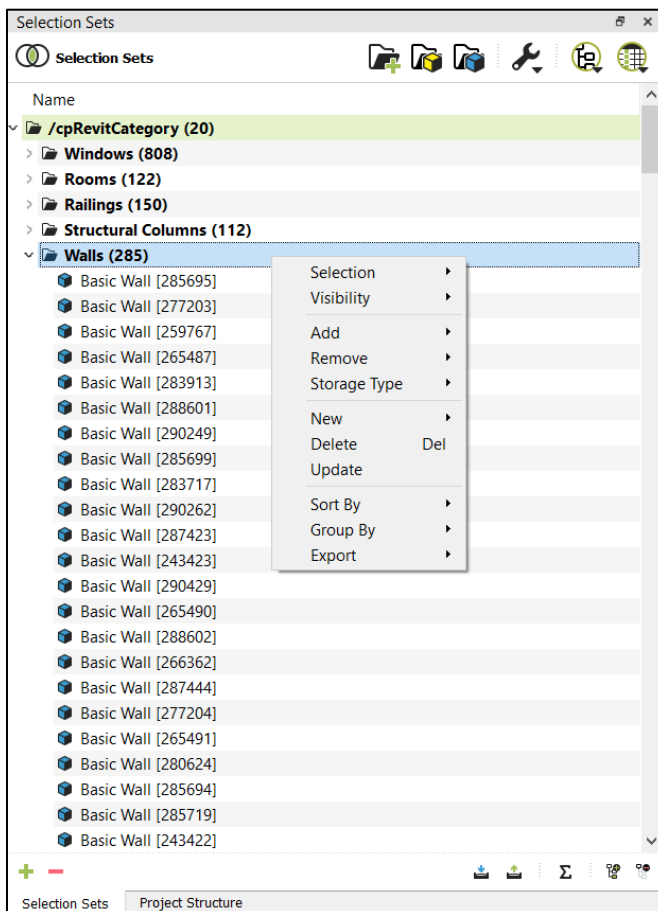 Selection Sets
Selection Sets
Name
/cpRevitCategory (20)
Windows (808)
Rooms (122)
Railings (150)
Structural Columns (112)
Walls (285)
Basic Wall [285695]
Basic Wall [277203]
Basic Wall [259767]
Basic Wall [265487]
Basic Wall [283913]
Basic Wall [288601]
Basic Wall [290249]
Basic Wall [285699]
Basic Wall [283717]
Basic Wall [290262]
Basic Wall [287423]
Basic Wall [243423]
Basic Wall [290429]
Basic Wall [265490]
Basic Wall [288602]
Basic Wall [266362]
Basic Wall [287444]
Basic Wall [277204]
Basic Wall [265491]
Basic Wall [280624]
Basic Wall [285694]
Basic Wall [285719]
Basic Wall [243422]
Selection
Visibility
Add
Remove
Storage Type
New
Delete Del
Update
Sort By
Group By
Export
Σ
Selection Sets Project Structure